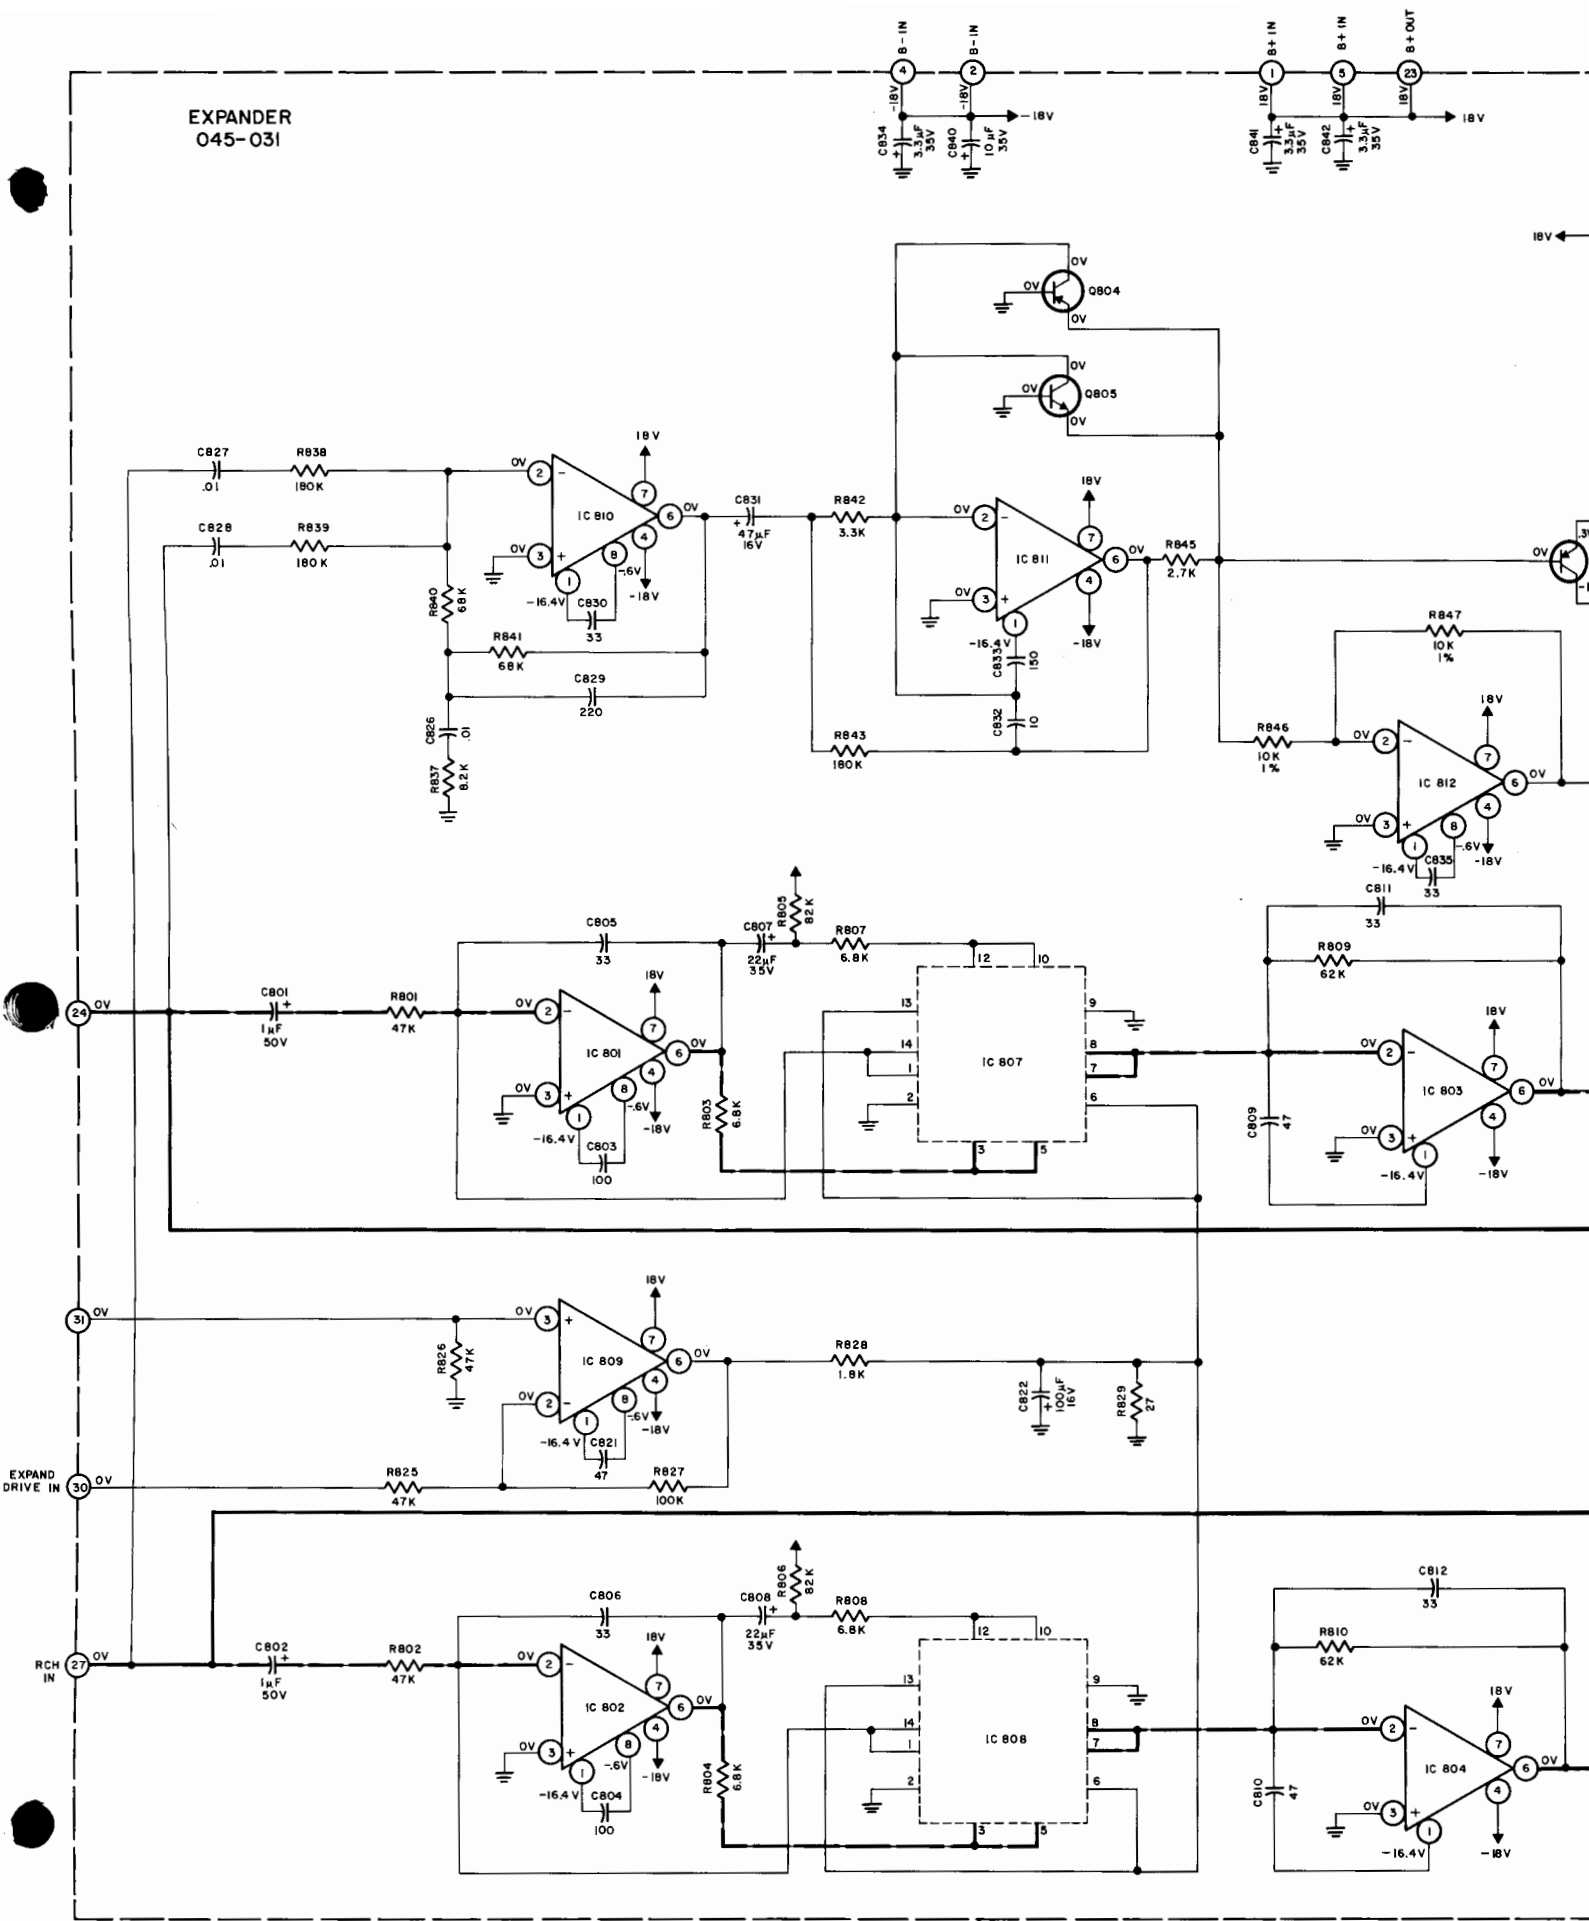 B-IN
B-IN
B+IN
B+IN
B+OUT
4
2
1
5
23
-18V
-18V
18V
18V
18V
EXPANDER
045-031
-18V
18V
C834
3.3µF
35V
C840
10µF
35V
C841
3.3µF
35V
C842
3.3µF
35V
18V
0V
0V
Q804
0V
0V
0V
Q805
0V
C827
.01
R838
180K
C828
.01
R839
180K
0V
2
-
18V
7
IC 810
6
0V
4
8
-.6V
-18V
0V
3
+
1
-16.4V
C830
33
R840
68K
R841
68K
C829
220
C826
.01
R837
8.2K
C831
+
47µF
16V
R842
3.3K
0V
2
-
18V
7
IC 811
6
0V
4
-18V
0V
3
+
1
-16.4V
C833
150
C832
10
R843
180K
R845
2.7K
0V
R847
10K
1%
R846
10K
1%
0V
2
-
18V
7
IC 812
6
0V
4
8
-.6V
-18V
0V
3
+
1
-16.4V
C835
33
24
0V
C801
+
1µF
50V
R801
47K
C805
33
C807
+
22µF
35V
R805
82K
R807
6.8K
0V
2
-
18V
7
IC 801
6
0V
4
8
-.6V
-18V
0V
3
+
1
-16.4V
C803
100
R803
6.8K
12
10
13
9
14
IC 807
8
1
7
2
6
3
5
C811
33
R809
62K
0V
2
-
18V
7
IC 803
6
0V
4
-18V
0V
3
+
1
-16.4V
C809
47
31
0V
R826
47K
0V
3
+
18V
7
IC 809
6
0V
4
8
-.6V
-18V
0V
2
-
1
-16.4V
C821
47
R828
1.8K
C822
+
100µF
16V
R829
27
EXPAND
DRIVE IN
30
0V
R825
47K
R827
100K
RCH
IN
27
0V
C802
+
1µF
50V
R802
47K
C806
33
C808
+
22µF
35V
R806
82K
R808
6.8K
0V
2
-
18V
7
IC 802
6
0V
4
8
-.6V
-18V
0V
3
+
1
-16.4V
C804
100
R804
6.8K
12
10
13
9
14
IC 808
8
1
7
2
6
3
5
C812
33
R810
62K
0V
2
-
18V
7
IC 804
6
0V
4
-18V
0V
3
+
1
-16.4V
C810
47